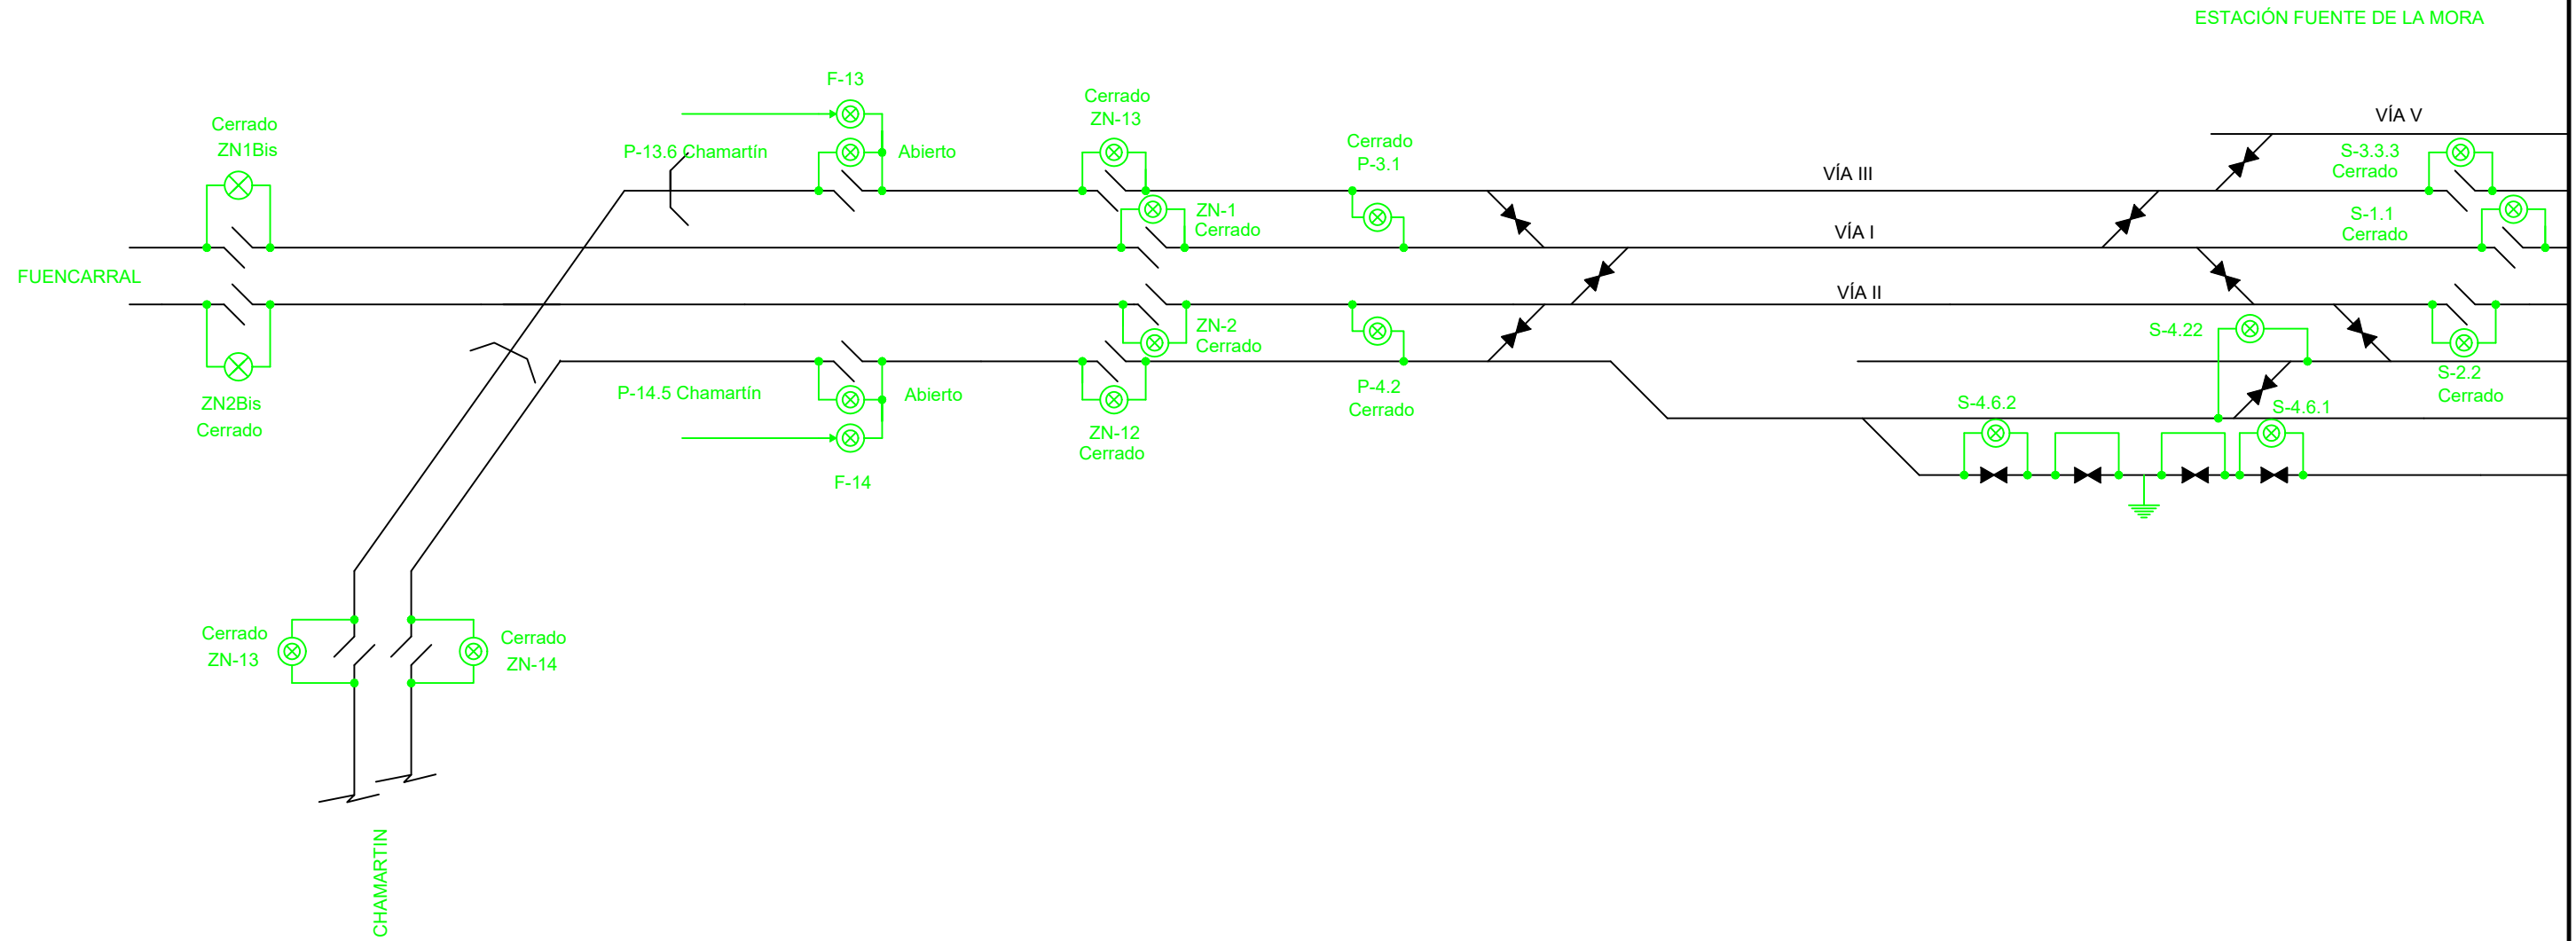 ESTACIÓN FUENTE DE LA MORA
F-13
Cerrado
ZN-13
VÍA V
Cerrado
ZN1Bis
P-13.6 Chamartín
Abierto
Cerrado
P-3.1
VÍA III
S-3.3.3
Cerrado
ZN-1
Cerrado
VÍA I
S-1.1
Cerrado
FUENCARRAL
VÍA II
ZN-2
Cerrado
S-4.22
P-14.5 Chamartín
Abierto
P-4.2
Cerrado
S-2.2
Cerrado
ZN2Bis
Cerrado
S-4.6.2
S-4.6.1
ZN-12
Cerrado
F-14
Cerrado
ZN-13
Cerrado
ZN-14
CHAMARTIN